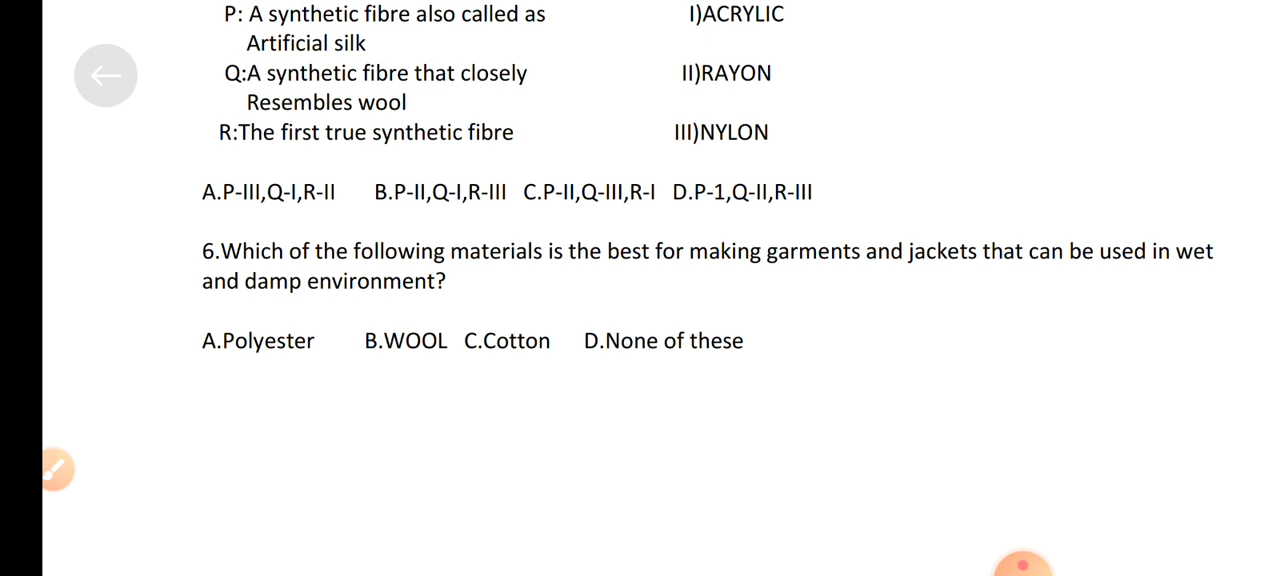 P: A synthetic fibre also called as I)ACRYLIC
Artificial silk
Q:A synthetic fibre that closely II)RAYON
Resembles wool
R:The first true synthetic fibre III)NYLON
A.P-III,Q-I,R-II B.P-II,Q-I,R-III C.P-II,Q-III,R-I D.P-1,Q-II,R-III
6.Which of the following materials is the best for making garments and jackets that can be used in wet
and damp environment?
A.Polyester B.WOOL C.Cotton D.None of these